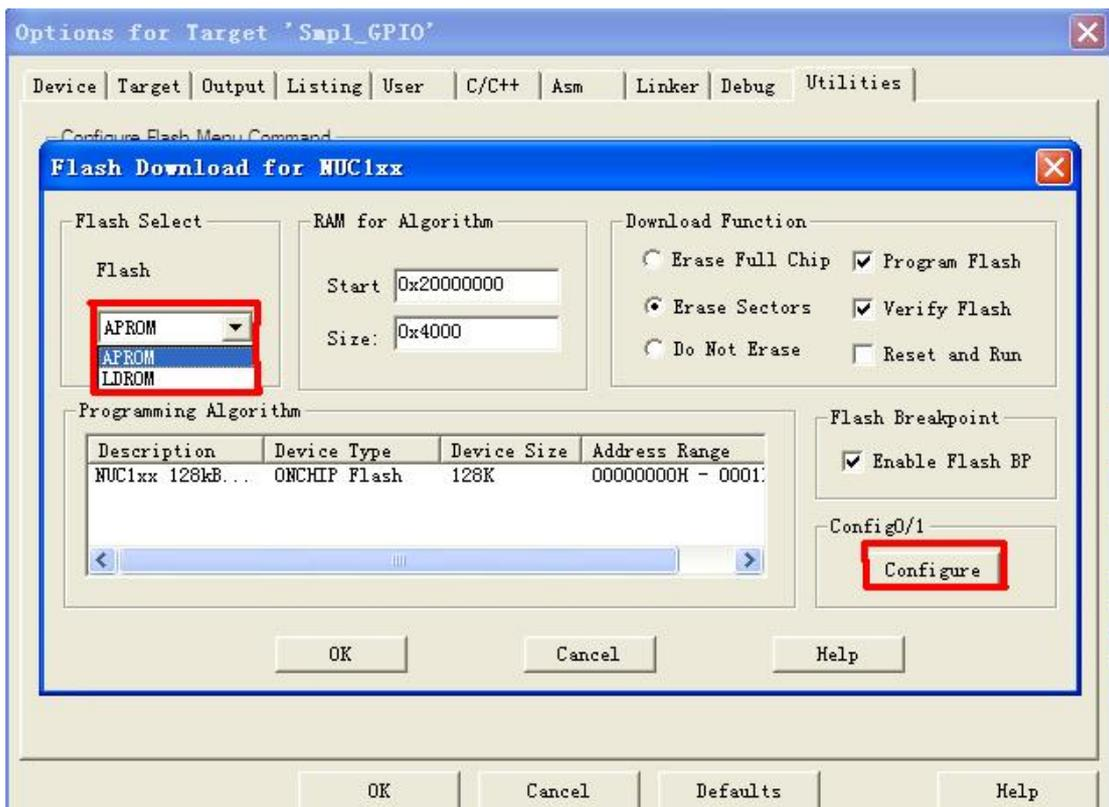 Options for Target 'Smpl_GPIO'
Device Target Output Listing User C/C++ Asm Linker Debug Utilities
Configure Flash Menu Command
Flash Download for NUC1xx
Flash Select
Flash
APROM
APROM
LDROM
RAM for Algorithm
Start 0x20000000
Size: 0x4000
Download Function
Erase Full Chip Program Flash
Erase Sectors Verify Flash
Do Not Erase Reset and Run
Programming Algorithm
Description Device Type Device Size Address Range
NUC1xx 128kB... ONCHIP Flash 128K 00000000H - 0001
Flash Breakpoint
Enable Flash BP
Config0/1
Configure
OK Cancel Help
OK Cancel Defaults Help